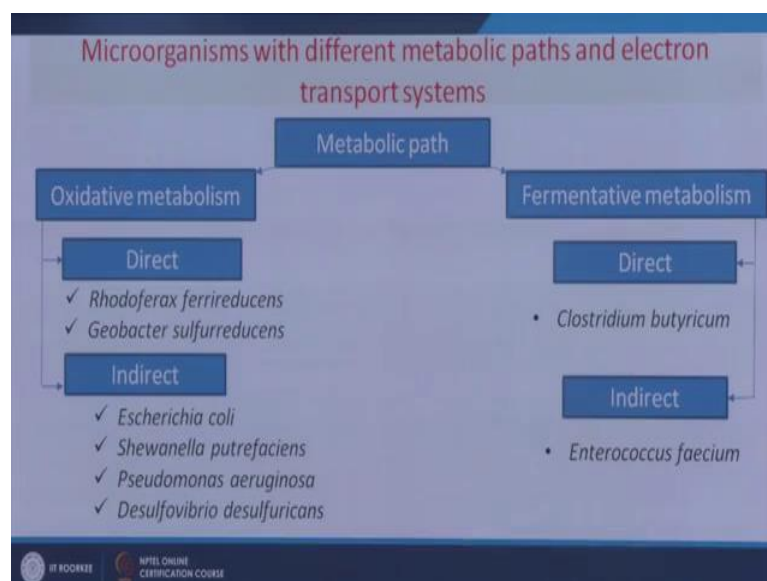 Microorganisms with different metabolic paths and electron
transport systems
Metabolic path
Oxidative metabolism
Direct
✓ Rhodoferax ferrireducens
✓ Geobacter sulfurreducens
Indirect
✓ Escherichia coli
✓ Shewanella putrefaciens
✓ Pseudomonas aeruginosa
✓ Desulfovibrio desulfuricans
Fermentative metabolism
Direct
• Clostridium butyricum
Indirect
• Enterococcus faecium
IIT ROORKEE
NPTEL ONLINE
CERTIFICATION COURSE